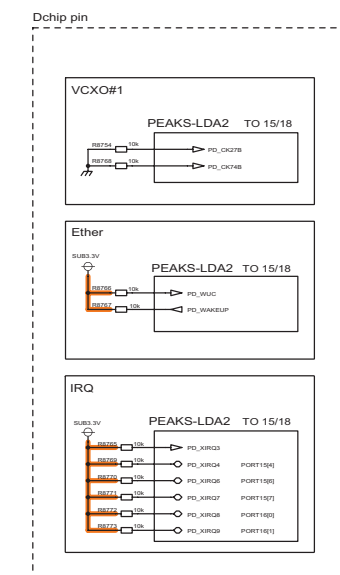 Dchip pin
VCXO#1
PEAKS-LDA2 TO 15/18
R8754 10k PD_CK27B
R8768 10k PD_CK74B
Ether
SUB3.3V
PEAKS-LDA2 TO 15/18
R8766 10k PD_WUC
R8767 10k PD_WAKEUP
IRQ
SUB3.3V
PEAKS-LDA2 TO 15/18
R8765 10k PD_XIRQ3
R8769 10k PD_XIRQ4 PORT15[4]
R8770 10k PD_XIRQ6 PORT15[6]
R8771 10k PD_XIRQ7 PORT15[7]
R8772 10k PD_XIRQ8 PORT16[0]
R8773 10k PD_XIRQ9 PORT16[1]